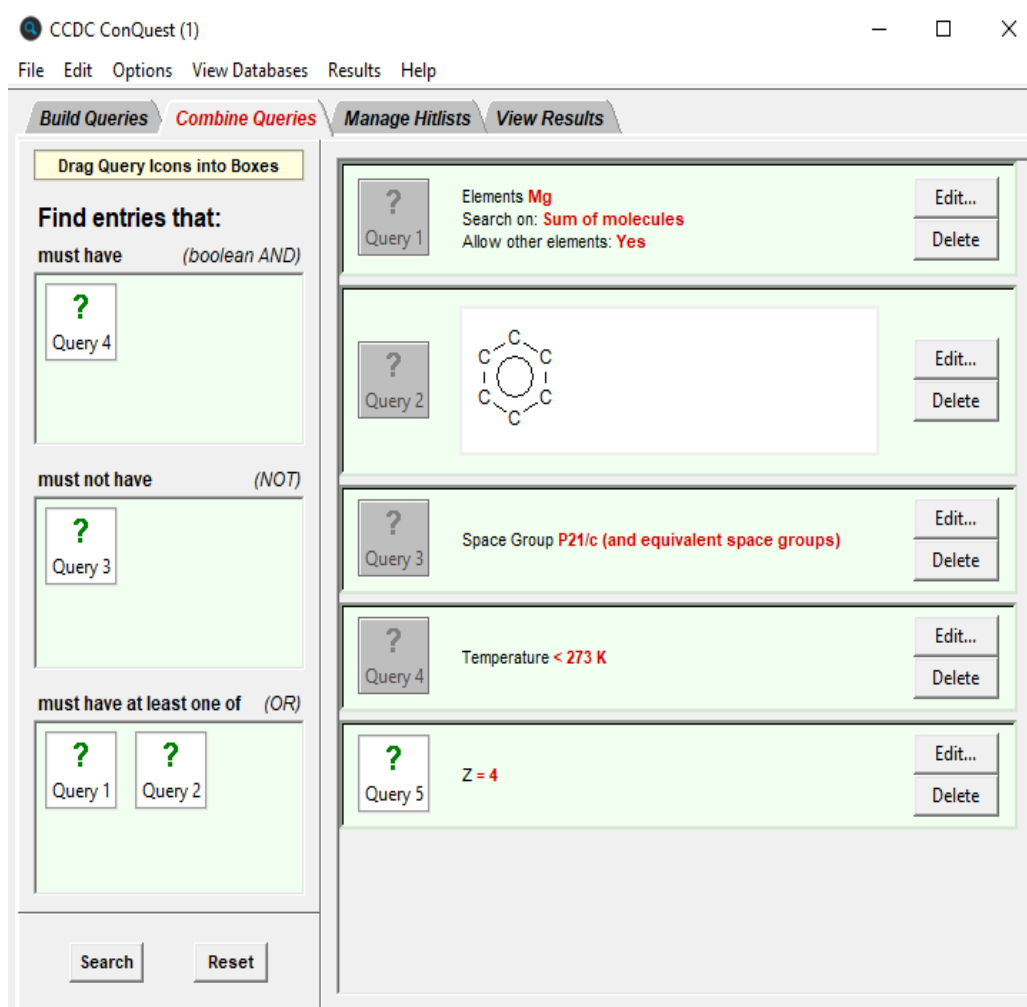 CCDC ConQuest (1)
File Edit Options View Databases Results Help
Build Queries Combine Queries Manage Hitlists View Results
Drag Query Icons into Boxes
Find entries that:
must have (boolean AND)
?
Query 4
must not have (NOT)
?
Query 3
must have at least one of (OR)
? ?
Query 1 Query 2
Search Reset
?
Query 1
Elements Mg
Search on: Sum of molecules
Allow other elements: Yes
Edit...
Delete
?
Query 2
C
C C
C C
C
Edit...
Delete
?
Query 3
Space Group P21/c (and equivalent space groups)
Edit...
Delete
?
Query 4
Temperature < 273 K
Edit...
Delete
?
Query 5
Z = 4
Edit...
Delete